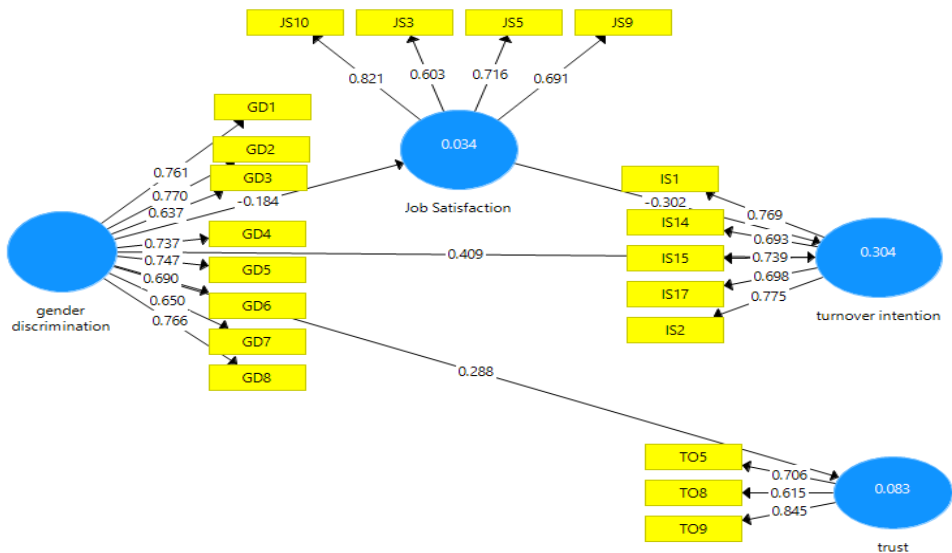 JS10
JS3
JS5
JS9
0.821
0.603
0.716
0.691
GD1
GD2
GD3
GD4
GD5
GD6
GD7
GD8
0.761
0.770
0.637
0.737
0.747
0.690
0.650
0.766
gender
discrimination
-0.184
0.034
Job Satisfaction
-0.302
0.409
0.288
IS1
IS14
IS15
IS17
IS2
0.769
0.693
0.739
0.698
0.775
0.304
turnover intention
TO5
TO8
TO9
0.706
0.615
0.845
0.083
trust